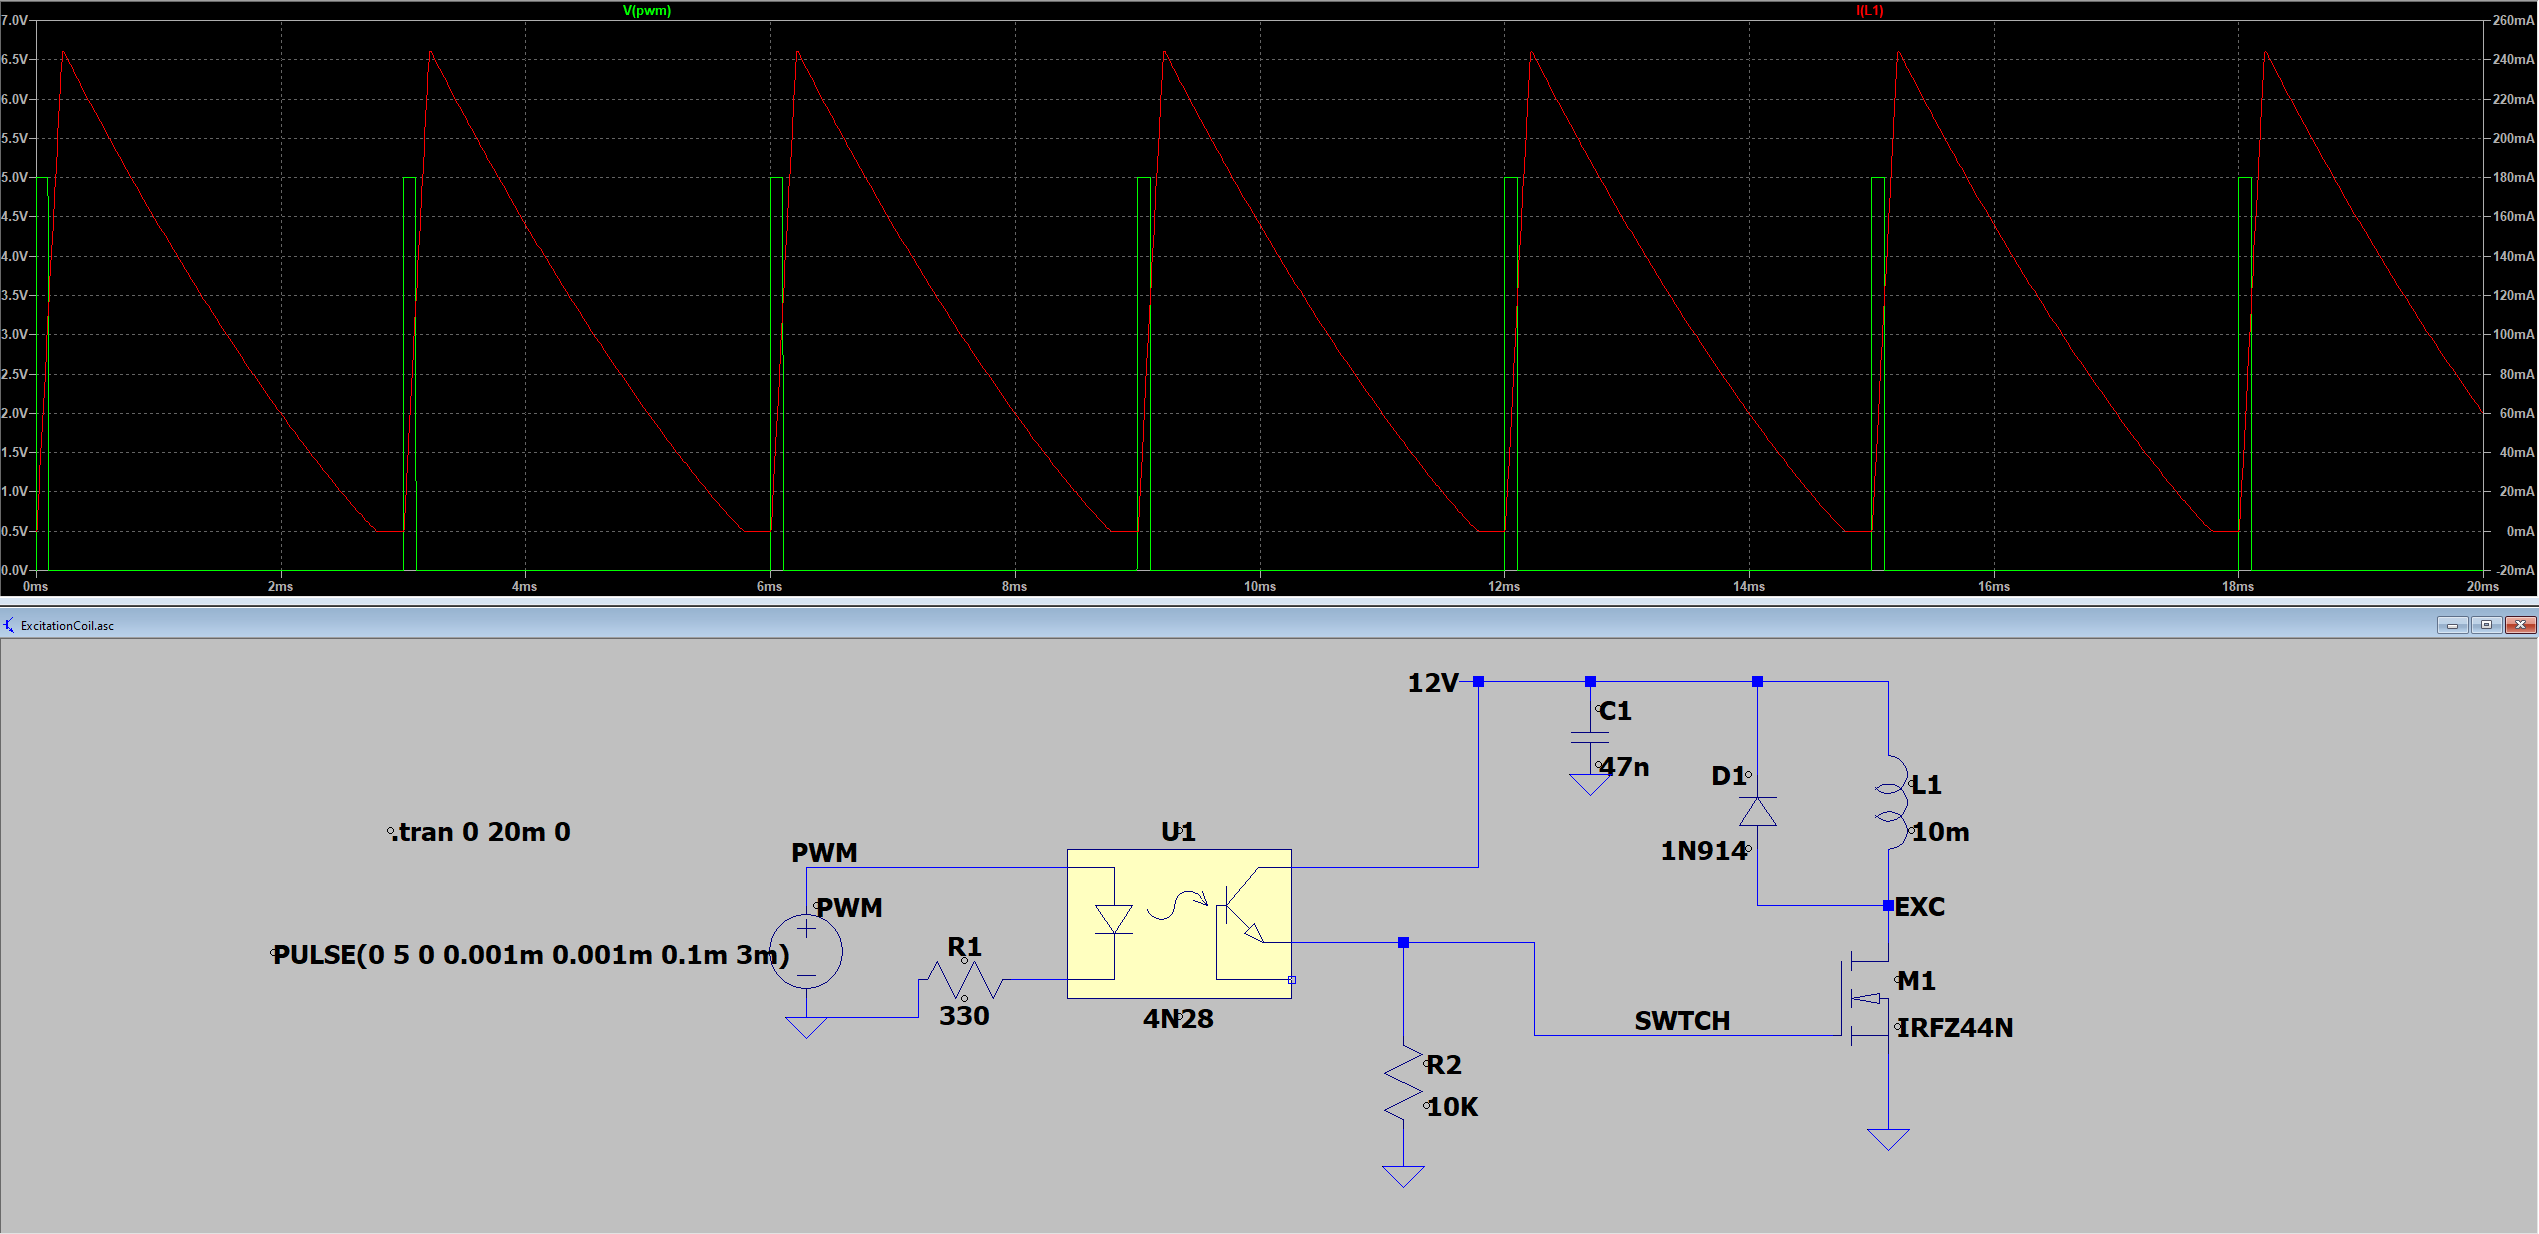 V(pwm) I(L1)
7.0V 260mA
6.5V 240mA
6.0V 220mA
5.5V 200mA
5.0V 180mA
4.5V 160mA
4.0V 140mA
3.5V 120mA
3.0V 100mA
2.5V 80mA
2.0V 60mA
1.5V 40mA
1.0V 20mA
0.5V 0mA
0.0V -20mA
0ms 2ms 4ms 6ms 8ms 10ms 12ms 14ms 16ms 18ms 20ms
ExcitationCoil.asc
12V
C1
47n
D1
L1
1N914
10m
.tran 0 20m 0
U1
PWM
PWM
EXC
PULSE(0 5 0 0.001m 0.001m 0.1m 3m)
R1
330
4N28
M1
SWTCH
IRFZ44N
R2
10K